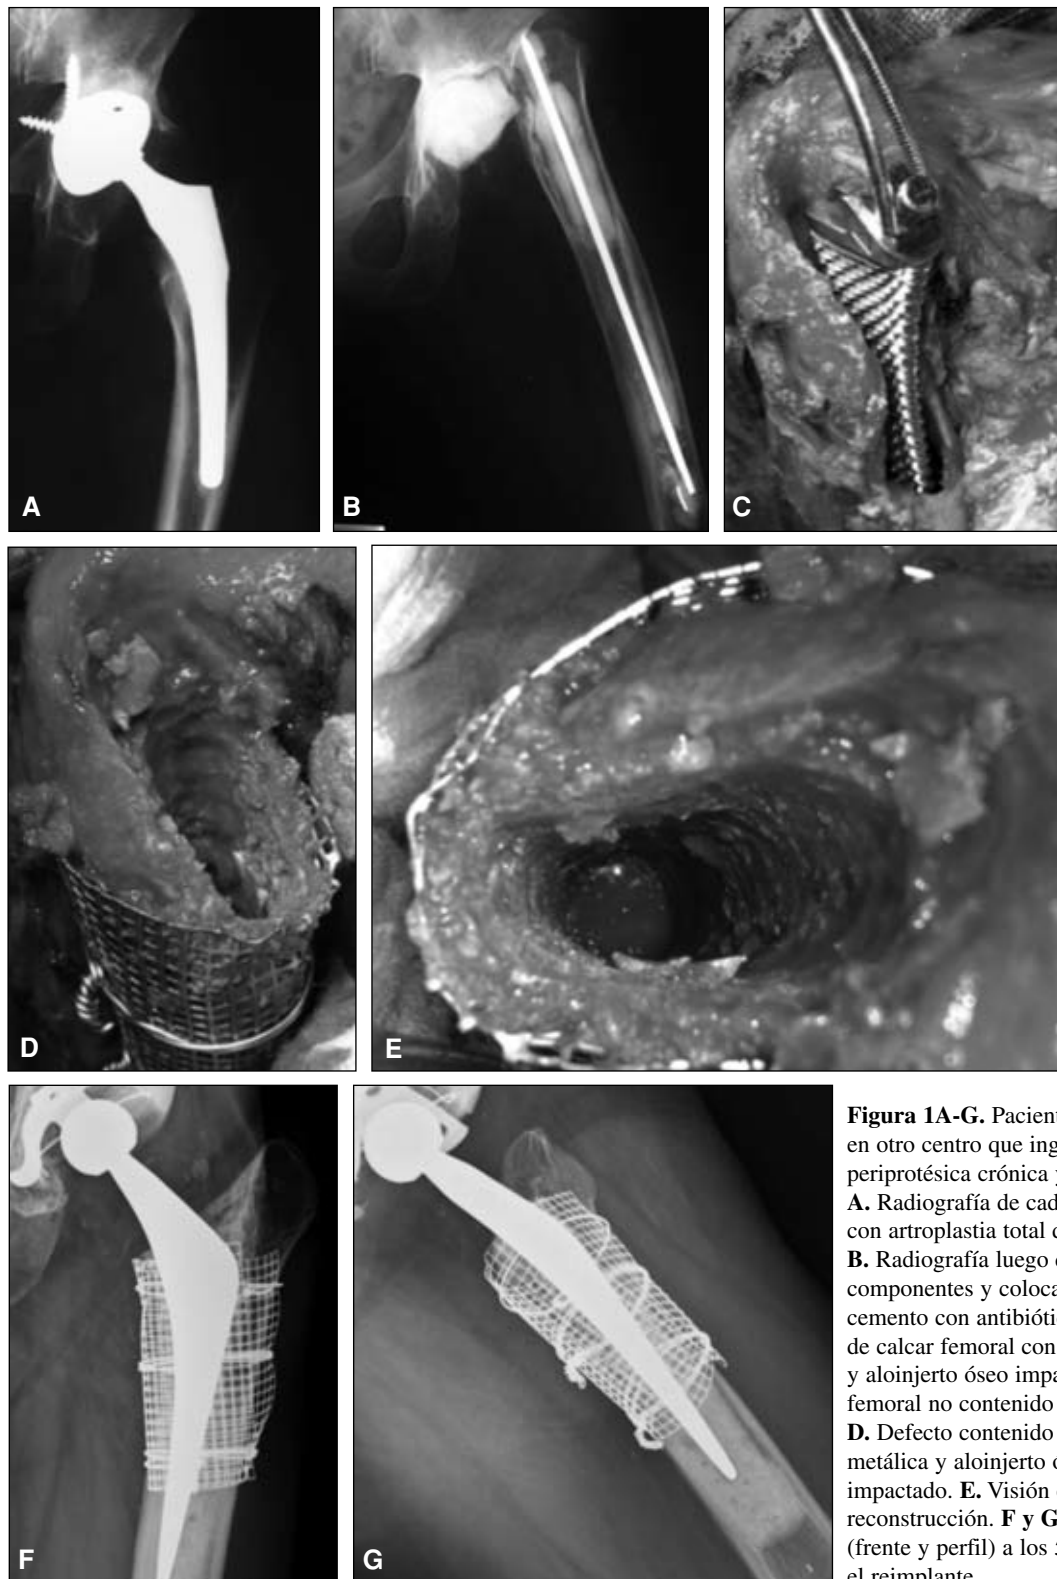 A
B
C
D
E
F
G
Figura 1A-G. Pacient
en otro centro que ing
periprotésica crónica y
A. Radiografía de cad
con artroplastia total d
B. Radiografía luego
componentes y coloca
cemento con antibióti
de calcar femoral con
y aloinjerto óseo impa
femoral no contenido
D. Defecto contenido
metálica y aloinjerto
impactado. E. Visión
reconstrucción. F y G
(frente y perfil) a los
el reimplante